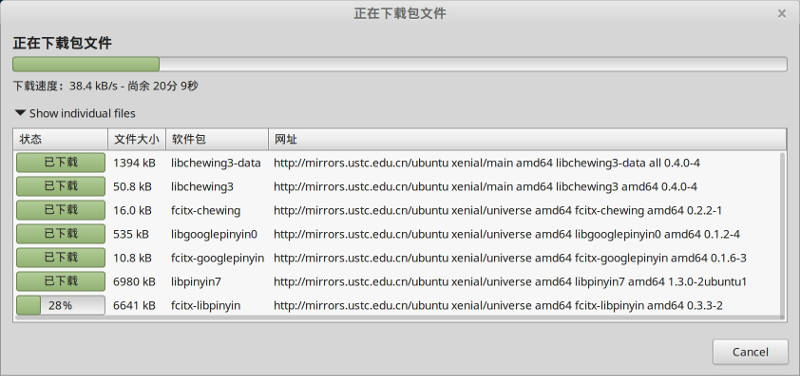 正在下载包文件
正在下载包文件
下载速度：38.4 kB/s - 尚余 20分 9秒
Show individual files
状态 文件大小 软件包 网址
已下载 1394 kB libchewing3-data http://mirrors.ustc.edu.cn/ubuntu xenial/main amd64 libchewing3-data all 0.4.0-4
已下载 50.8 kB libchewing3 http://mirrors.ustc.edu.cn/ubuntu xenial/main amd64 libchewing3 amd64 0.4.0-4
已下载 16.0 kB fcitx-chewing http://mirrors.ustc.edu.cn/ubuntu xenial/universe amd64 fcitx-chewing amd64 0.2.2-1
已下载 535 kB libgooglepinyin0 http://mirrors.ustc.edu.cn/ubuntu xenial/universe amd64 libgooglepinyin0 amd64 0.1.2-4
已下载 10.8 kB fcitx-googlepinyin http://mirrors.ustc.edu.cn/ubuntu xenial/universe amd64 fcitx-googlepinyin amd64 0.1.6-3
已下载 6980 kB libpinyin7 http://mirrors.ustc.edu.cn/ubuntu xenial/universe amd64 libpinyin7 amd64 1.3.0-2ubuntu1
28% 6641 kB fcitx-libpinyin http://mirrors.ustc.edu.cn/ubuntu xenial/universe amd64 fcitx-libpinyin amd64 0.3.3-2
Cancel